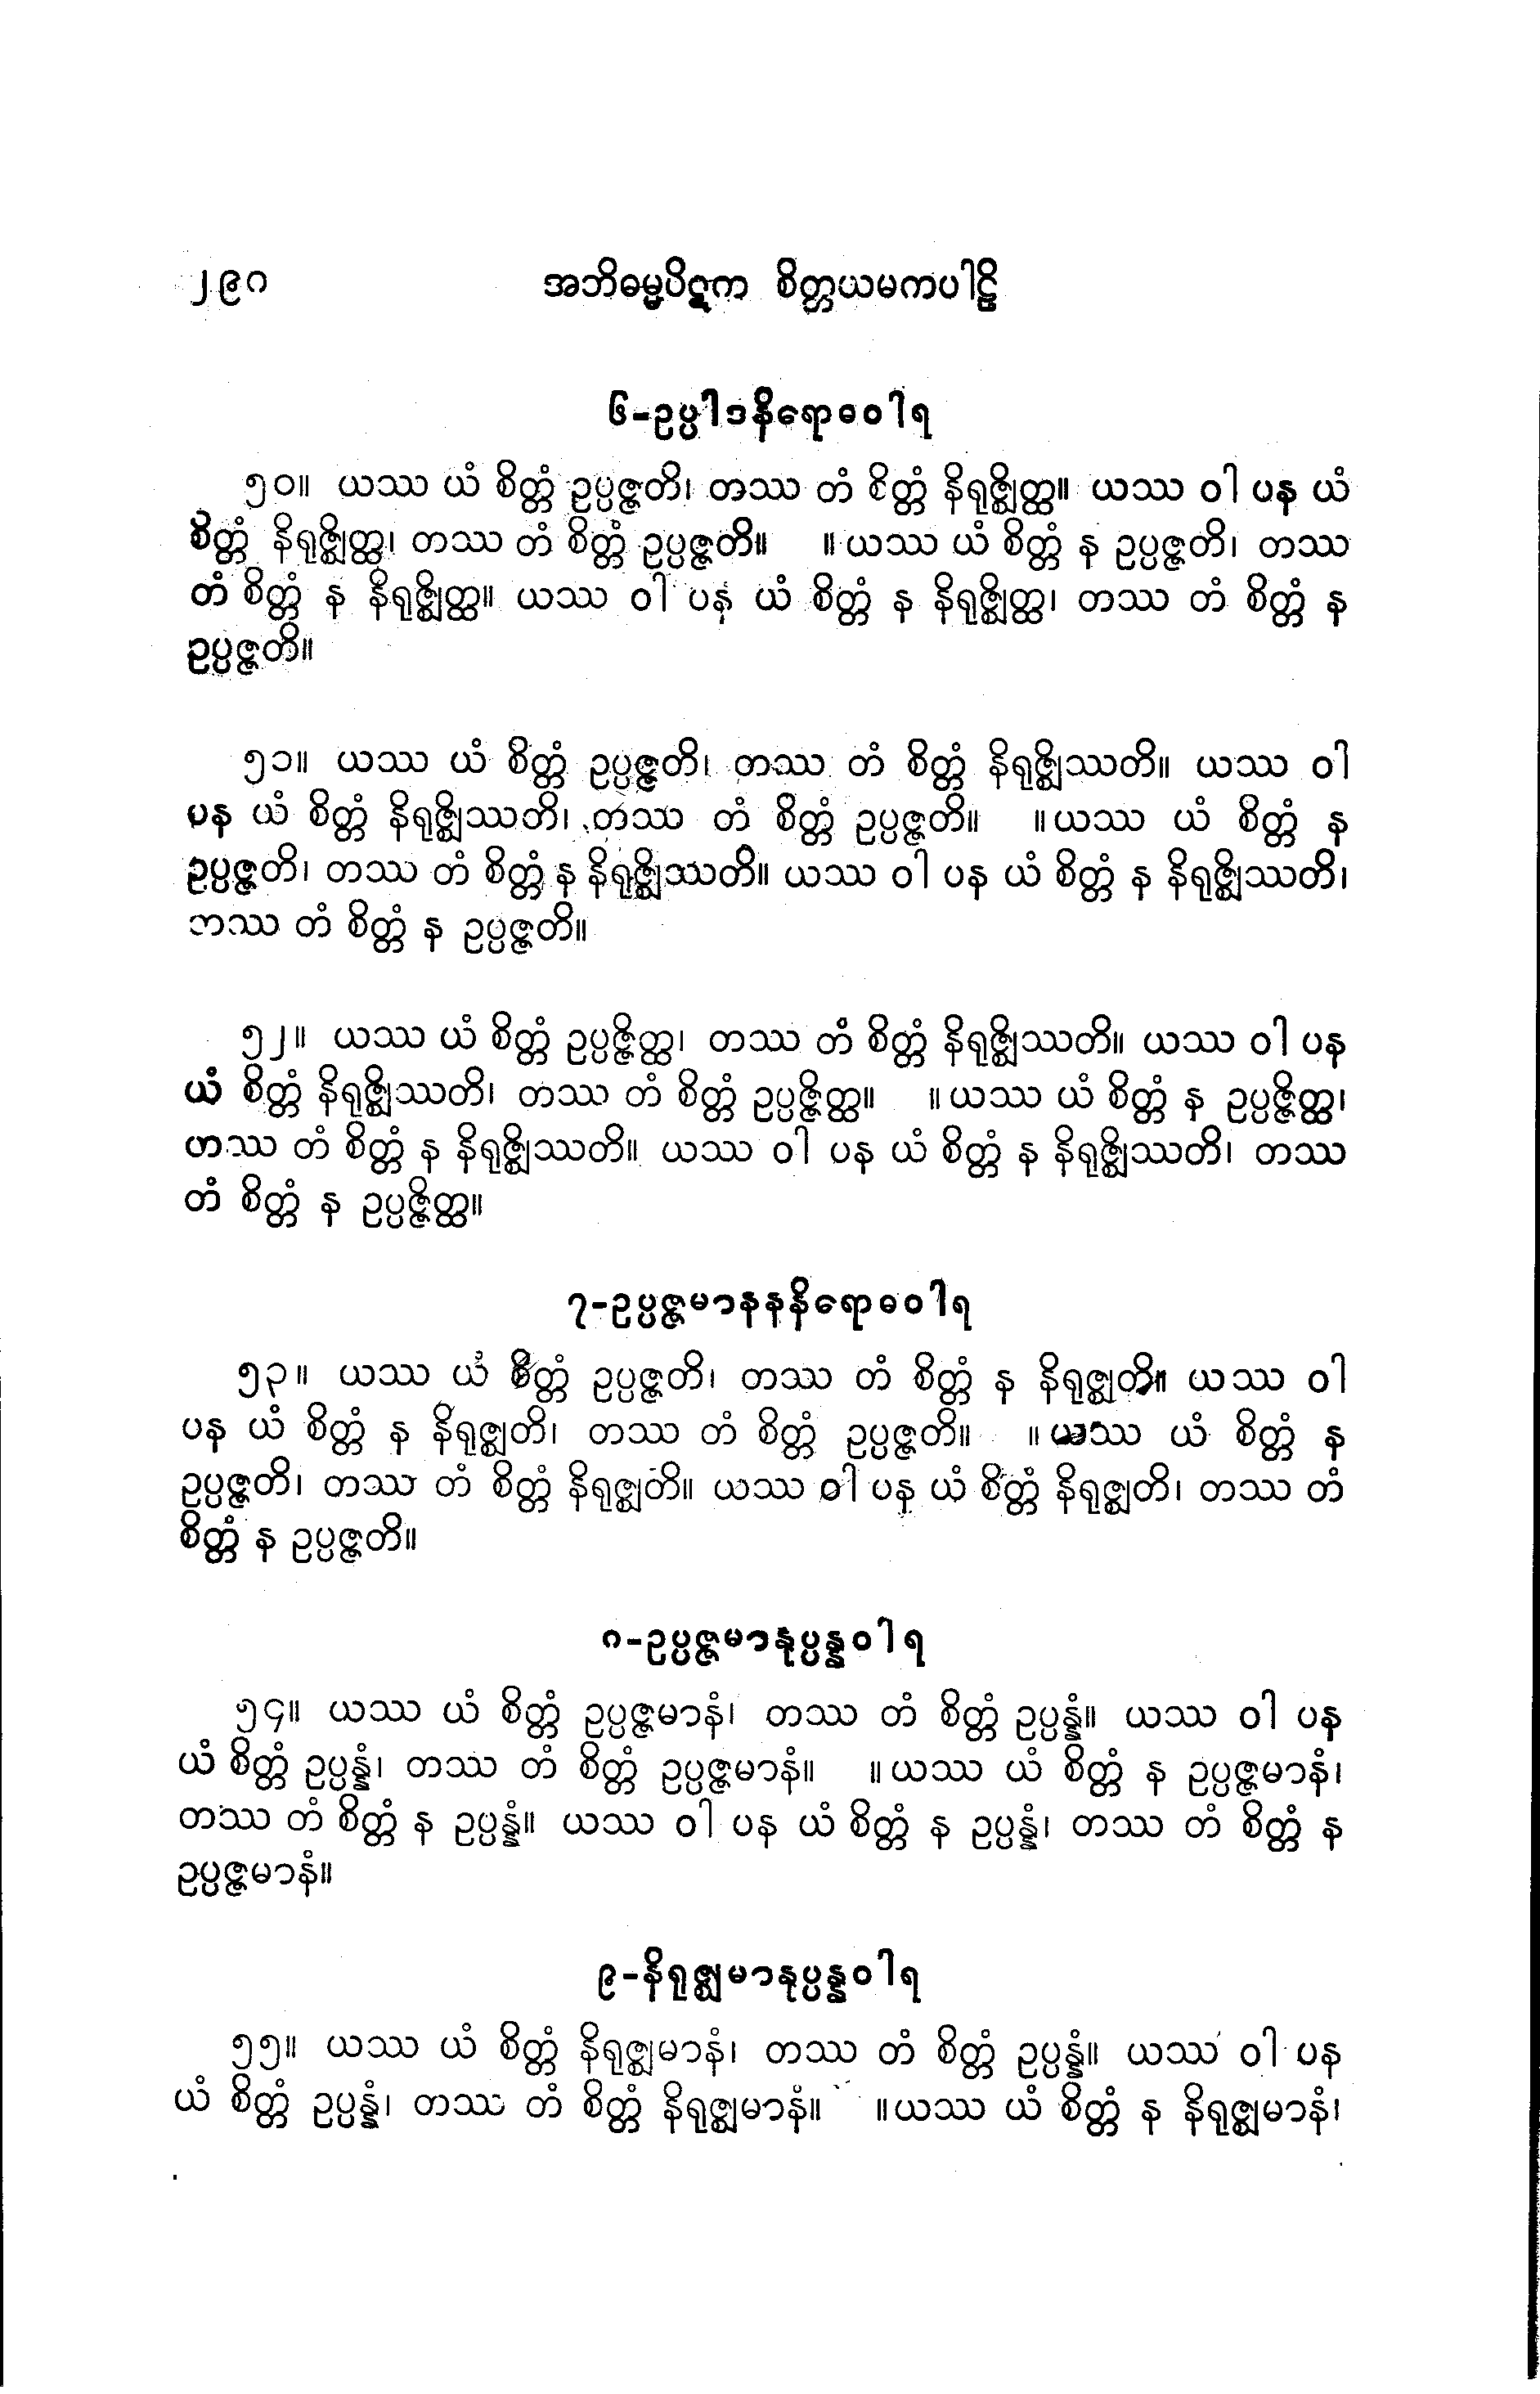 ၂၉၀ အဘိဓမ္မပိဋက စိတ္တယမကပါဠိ
၆-ဥပ္ပါဒနိရောဓဝါရ
၅၀။ ယဿ ယံ စိတ္တံ ဥပ္ပဇ္ဇတိ၊ တဿ တံ စိတ္တံ နိရုဇ္ဈိတ္ထ။ ယဿ ဝါ ပန ယံ
စိတ္တံ နိရုဇ္ဈိတ္ထ၊ တဿ တံ စိတ္တံ ဥပ္ပဇ္ဇတိ။ ။ယဿ ယံ စိတ္တံ န ဥပ္ပဇ္ဇတိ၊ တဿ
တံ စိတ္တံ န နိရုဇ္ဈိတ္ထ။ ယဿ ဝါ ပန ယံ စိတ္တံ န နိရုဇ္ဈိတ္ထ၊ တဿ တံ စိတ္တံ န
ဥပ္ပဇ္ဇတိ။
၅၁။ ယဿ ယံ စိတ္တံ ဥပ္ပဇ္ဇတိ၊ တဿ တံ စိတ္တံ နိရုဇ္ဈိဿတိ။ ယဿ ဝါ
ပန ယံ စိတ္တံ နိရုဇ္ဈိဿတိ၊ တဿ တံ စိတ္တံ ဥပ္ပဇ္ဇတိ။ ။ယဿ ယံ စိတ္တံ န
ဥပ္ပဇ္ဇတိ၊ တဿ တံ စိတ္တံ န နိရုဇ္ဈိဿတိ။ ယဿ ဝါ ပန ယံ စိတ္တံ န နိရုဇ္ဈိဿတိ၊
တဿ တံ စိတ္တံ န ဥပ္ပဇ္ဇတိ။
၅၂။ ယဿ ယံ စိတ္တံ ဥပ္ပဇ္ဇိတ္ထ၊ တဿ တံ စိတ္တံ နိရုဇ္ဈိဿတိ။ ယဿ ဝါ ပန
ယံ စိတ္တံ နိရုဇ္ဈိဿတိ၊ တဿ တံ စိတ္တံ ဥပ္ပဇ္ဇိတ္ထ။ ။ယဿ ယံ စိတ္တံ န ဥပ္ပဇ္ဇိတ္ထ၊
တဿ တံ စိတ္တံ န နိရုဇ္ဈိဿတိ။ ယဿ ဝါ ပန ယံ စိတ္တံ န နိရုဇ္ဈိဿတိ၊ တဿ
တံ စိတ္တံ န ဥပ္ပဇ္ဇိတ္ထ။
၇-ဥပ္ပဇ္ဇမာနနနိရောဓဝါရ
၅၃။ ယဿ ယံ စိတ္တံ ဥပ္ပဇ္ဇတိ၊ တဿ တံ စိတ္တံ န နိရုဇ္ဈတိ။ ယဿ ဝါ
ပန ယံ စိတ္တံ န နိရုဇ္ဈတိ၊ တဿ တံ စိတ္တံ ဥပ္ပဇ္ဇတိ။ ။ယဿ ယံ စိတ္တံ န
ဥပ္ပဇ္ဇတိ၊ တဿ တံ စိတ္တံ နိရုဇ္ဈတိ။ ယဿ ဝါ ပန ယံ စိတ္တံ နိရုဇ္ဈတိ၊ တဿ တံ
စိတ္တံ န ဥပ္ပဇ္ဇတိ။
၈-ဥပ္ပဇ္ဇမာနုပ္ပန္နဝါရ
၅၄။ ယဿ ယံ စိတ္တံ ဥပ္ပဇ္ဇမာနံ၊ တဿ တံ စိတ္တံ ဥပ္ပန္နံ။ ယဿ ဝါ ပန
ယံ စိတ္တံ ဥပ္ပန္နံ၊ တဿ တံ စိတ္တံ ဥပ္ပဇ္ဇမာနံ။ ။ယဿ ယံ စိတ္တံ န ဥပ္ပဇ္ဇမာနံ၊
တဿ တံ စိတ္တံ န ဥပ္ပန္နံ။ ယဿ ဝါ ပန ယံ စိတ္တံ န ဥပ္ပန္နံ၊ တဿ တံ စိတ္တံ န
ဥပ္ပဇ္ဇမာနံ။
၉-နိရုဇ္ဈမာနုပ္ပန္နဝါရ
၅၅။ ယဿ ယံ စိတ္တံ နိရုဇ္ဈမာနံ၊ တဿ တံ စိတ္တံ ဥပ္ပန္နံ။ ယဿ ဝါ ပန
ယံ စိတ္တံ ဥပ္ပန္နံ၊ တဿ တံ စိတ္တံ နိရုဇ္ဈမာနံ။ ။ယဿ ယံ စိတ္တံ န နိရုဇ္ဈမာနံ၊